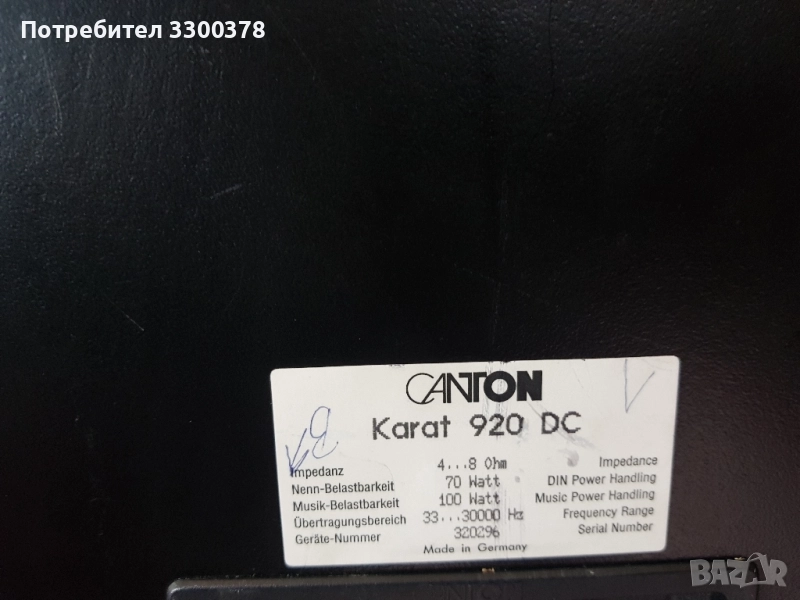 Потребител 3300378
CANTON
Karat 920 DC
Impedanz 4...8 Ohm Impedance
Nenn-Belastbarkeit 70 Watt DIN Power Handling
Musik-Belastbarkeit 100 Watt Music Power Handling
Übertragungsbereich 33...30000 Hz Frequency Range
Geräte-Nummer 320296 Serial Number
Made in Germany
BAZAR